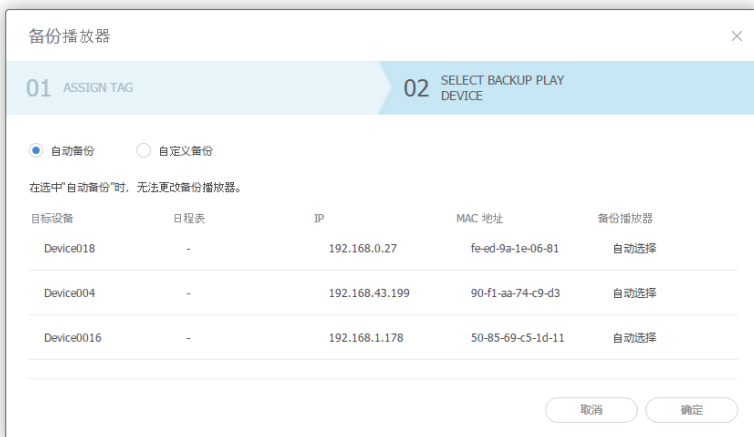 备份播放器
01 ASSIGN TAG
02 SELECT BACKUP PLAY
DEVICE
自动备份 自定义备份
在选中"自动备份"时，无法更改备份播放器。
目标设备 日程表 IP MAC 地址 备份播放器
Device018 - 192.168.0.27 fe-ed-9a-1e-06-81 自动选择
Device004 - 192.168.43.199 90-f1-aa-74-c9-d3 自动选择
Device0016 - 192.168.1.178 50-85-69-c5-1d-11 自动选择
取消 确定